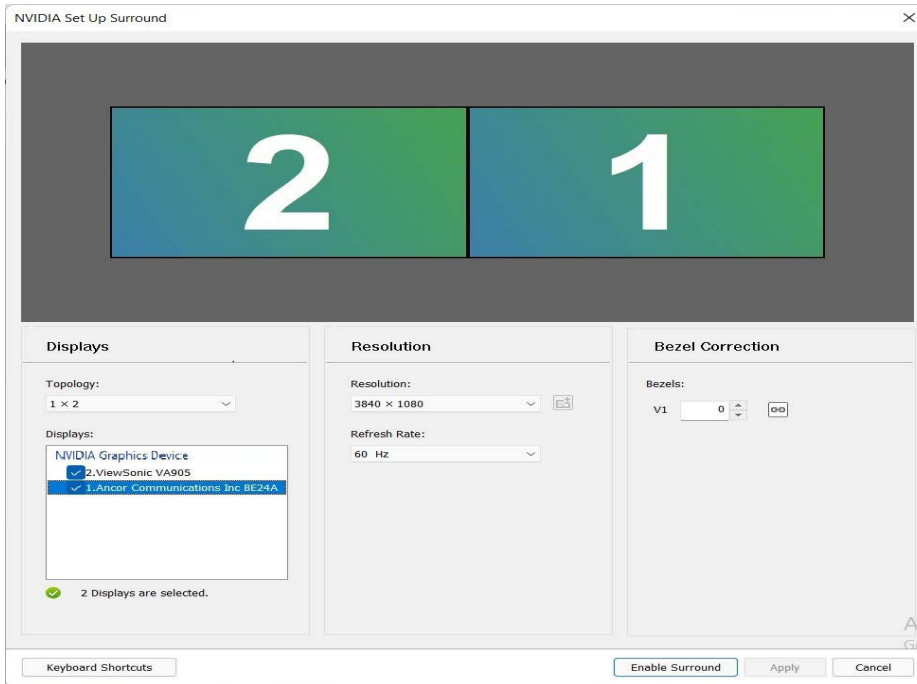 NVIDIA Set Up Surround
2 1
Displays
Topology:
1 × 2
Displays:
NVIDIA Graphics Device
2.ViewSonic VA905
1.Ancor Communications Inc BE24A
2 Displays are selected.
Resolution
Resolution:
3840 × 1080
Refresh Rate:
60 Hz
Bezel Correction
Bezels:
V1 0
Keyboard Shortcuts
Enable Surround Apply Cancel